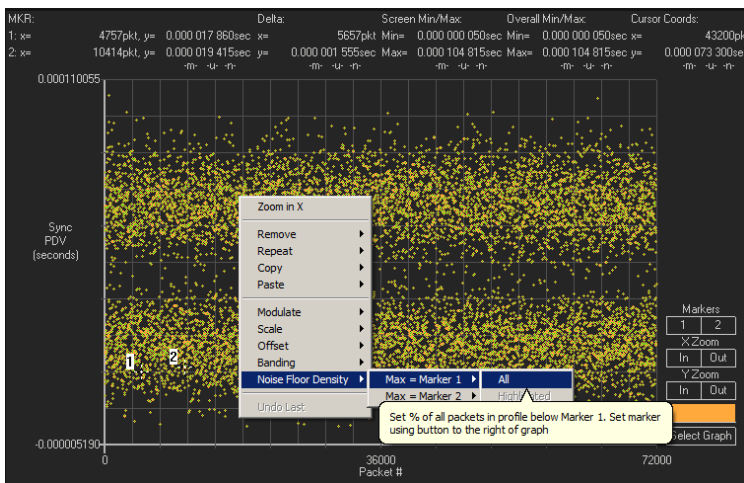 MKR: Delta: Screen Min/Max: Overall Min/Max: Cursor Coords:
1: x= 4757pkt, y= 0.000 017 860sec x= 5657pkt Min= 0.000 000 050sec Min= 0.000 000 050sec x= 43200pk
2: x= 10414pkt, y= 0.000 019 415sec y= 0.000 001 555sec Max= 0.000 104 815sec Max= 0.000 104 815sec y= 0.000 073 300se
-m- -u- -n- -m- -u- -n- -m- -u- -n- -m- -u- -n-
0.000110055
Zoom in X
Remove
Repeat
Copy
Paste
Sync
PDV
(seconds)
Modulate
Scale
Offset
Banding
Noise Floor Density
Undo Last
Max = Marker 1
Max = Marker 2
All
Set % of all packets in profile below Marker 1. Set marker
using button to the right of graph
1
2
Markers
1 2
X Zoom
In Out
Y Zoom
In Out
Select Graph
-0.000005190
0 36000 72000
Packet #